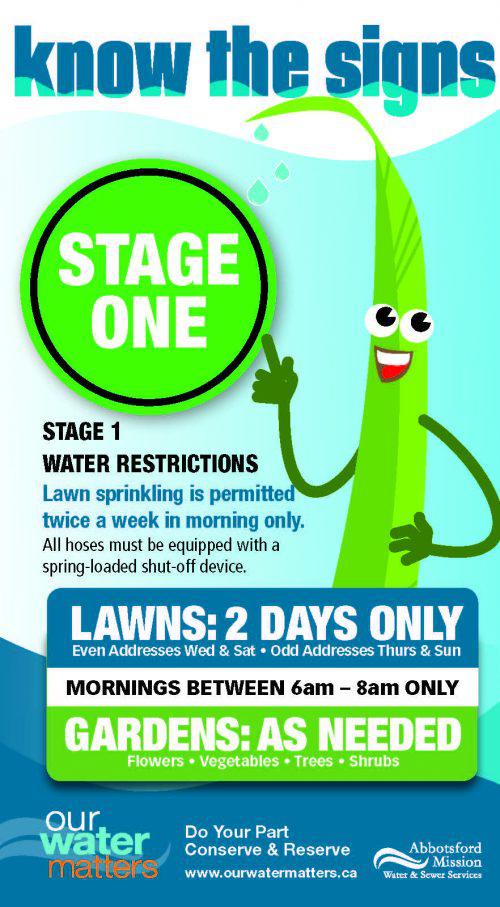 know the signs
STAGE
ONE
STAGE 1
WATER RESTRICTIONS
Lawn sprinkling is permitted
twice a week in morning only.
All hoses must be equipped with a
spring-loaded shut-off device.
LAWNS: 2 DAYS ONLY
Even Addresses Wed & Sat • Odd Addresses Thurs & Sun
MORNINGS BETWEEN 6am – 8am ONLY
GARDENS: AS NEEDED
Flowers • Vegetables • Trees • Shrubs
our
water
matters
Do Your Part
Conserve & Reserve
www.ourwatermatters.ca
Abbotsford
Mission
Water & Sewer Services